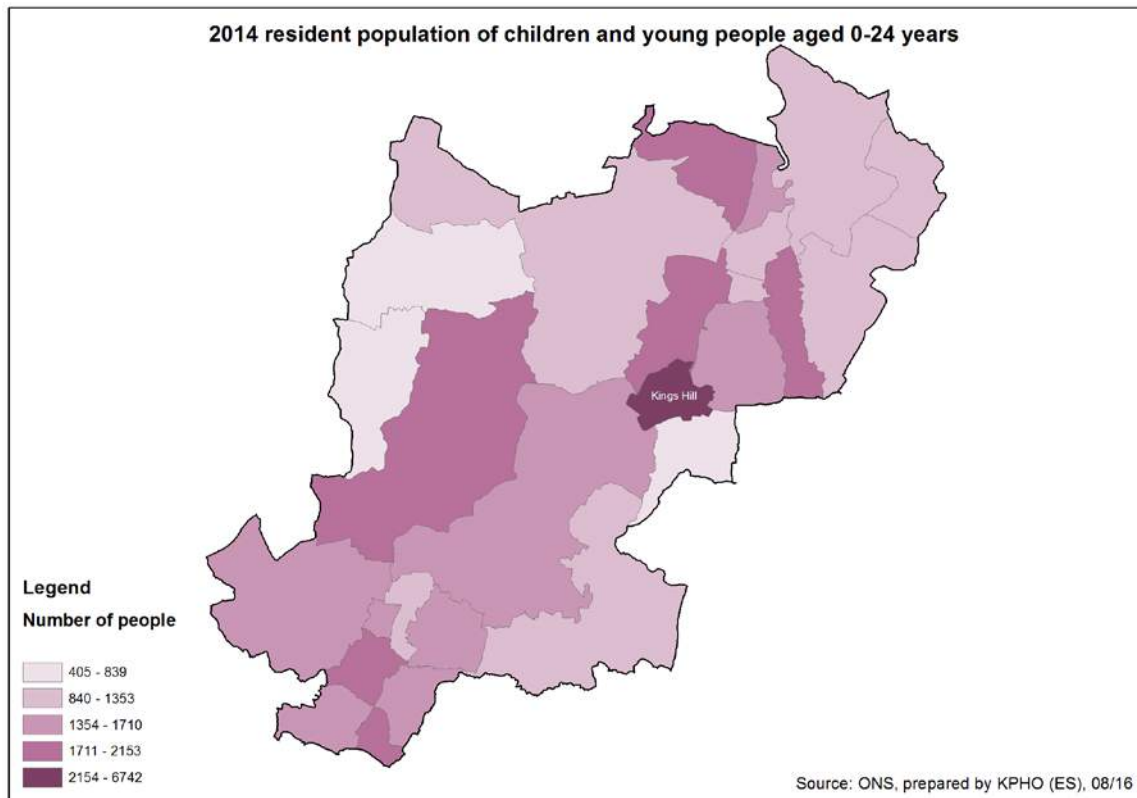 2014 resident population of children and young people aged 0-24 years
Kings Hill
Legend
Number of people
405 - 839
840 - 1353
1354 - 1710
1711 - 2153
2154 - 6742
Source: ONS, prepared by KPHO (ES), 08/16